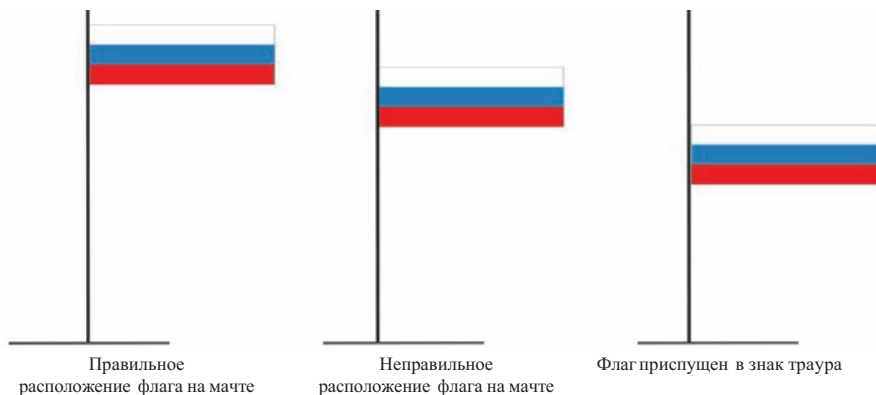 Правильное
расположение флага на мачте
Неправильное
расположение флага на мачте
Флаг приспущен в знак траура